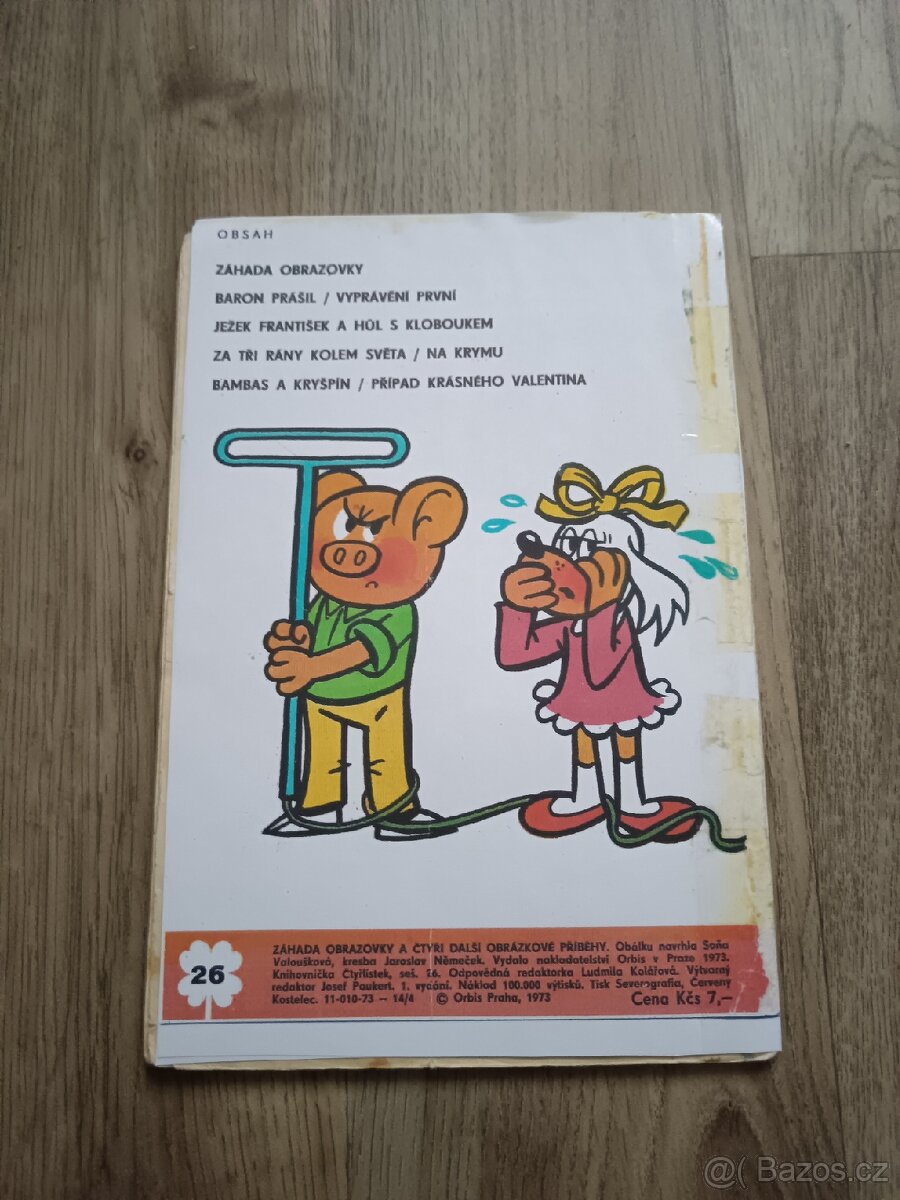 OBSAH
ZÁHADA OBRAZOVKY
BARON PRÁŠIL / VYPRÁVĚNÍ PRVNÍ
JEŽEK FRANTIŠEK A HŮL S KLOBOUKEM
ZA TŘI RÁNY KOLEM SVĚTA / NA KRYMU
BAMBAS A KRYŠPÍN / PŘÍPAD KRÁSNÉHO VALENTINA
26
ZÁHADA OBRAZOVKY A ČTYŘI DALŠÍ OBRÁZKOVÉ PŘÍBĚHY. Obálku navrhla Soňa
Valoušková, kresba Jaroslav Němeček. Vydalo nakladatelství Orbis v Praze 1973.
Knihovnička Čtyřlístek, seš. 26. Odpovědná redaktorka Ludmila Kolářová. Výtvarný
redaktor Josef Paukert. 1. vydání. Náklad 100.000 výtisků. Tisk Severografia, Červený
Kostelec. 11-010-73 — 14/4 © Orbis Praha, 1973 Cena Kčs 7,—
@( Bazos.cz